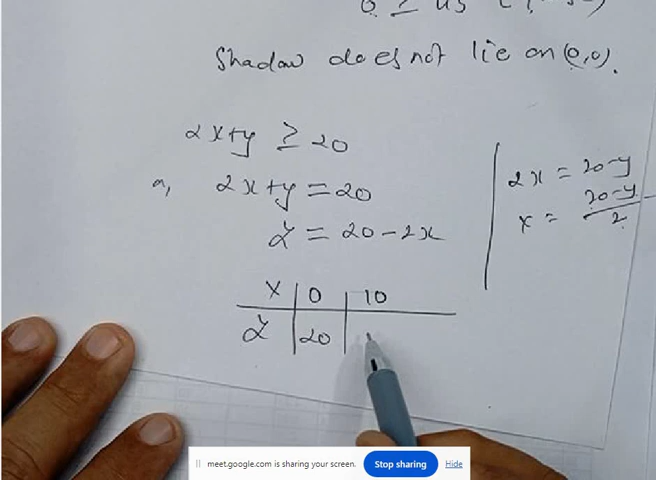 Shadow does not lie on (0,0).
2x+y ≥ 20
2x+y = 20
y = 20-2x
2x = 20-y
x = 20-y/2
x | 0 | 10
y | 20 |
meet.google.com is sharing your screen. Stop sharing Hide